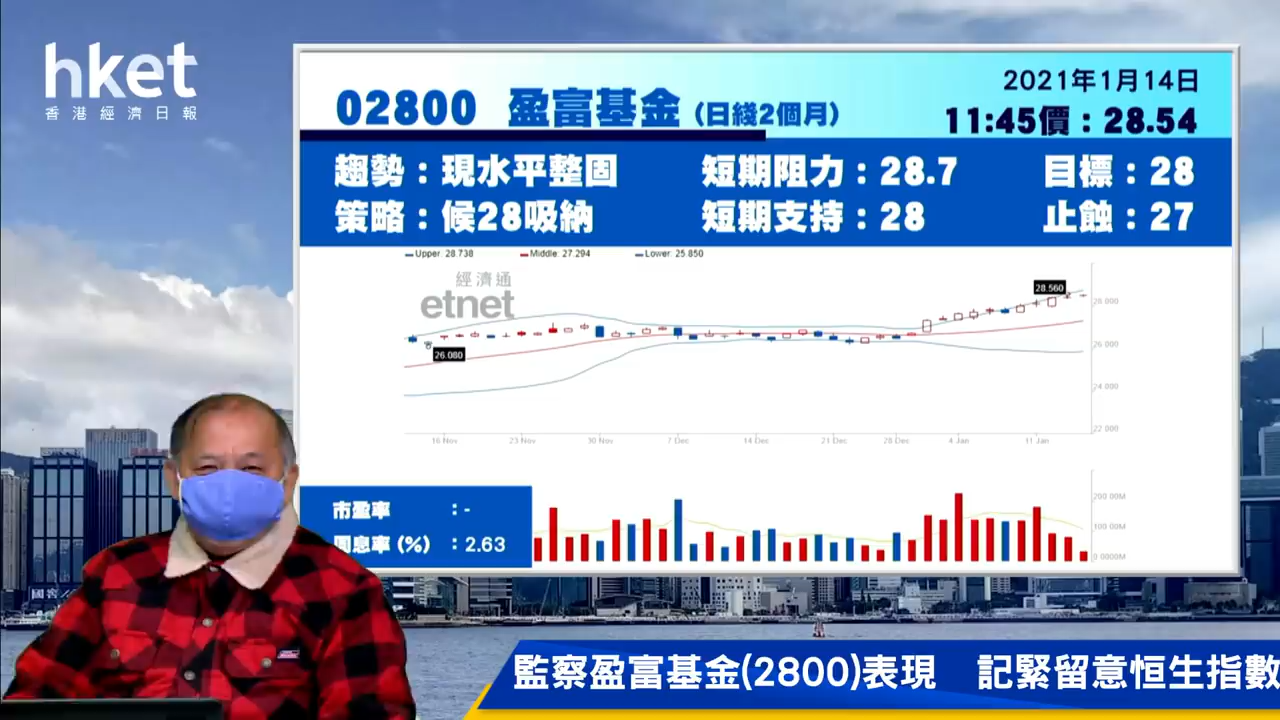 hket
香港經濟日報
02800 盈富基金 (日綫2個月)
2021年1月14日
11:45價：28.54
趨勢：現水平整固 短期阻力：28.7 目標：28
策略：候28吸納 短期支持：28 止蝕：27
Upper: 28.738 Middle: 27.294 Lower: 25.850
經濟通
etnet
28.560
28.000
26.000
26.080
24.000
22.000
16 Nov 23 Nov 30 Nov 7 Dec 14 Dec 21 Dec 28 Dec 4 Jan 11 Jan
200.00M
100.00M
0.0000M
市盈率 ：-
周息率 (%) ：2.63
監察盈富基金(2800)表現 記緊留意恒生指數